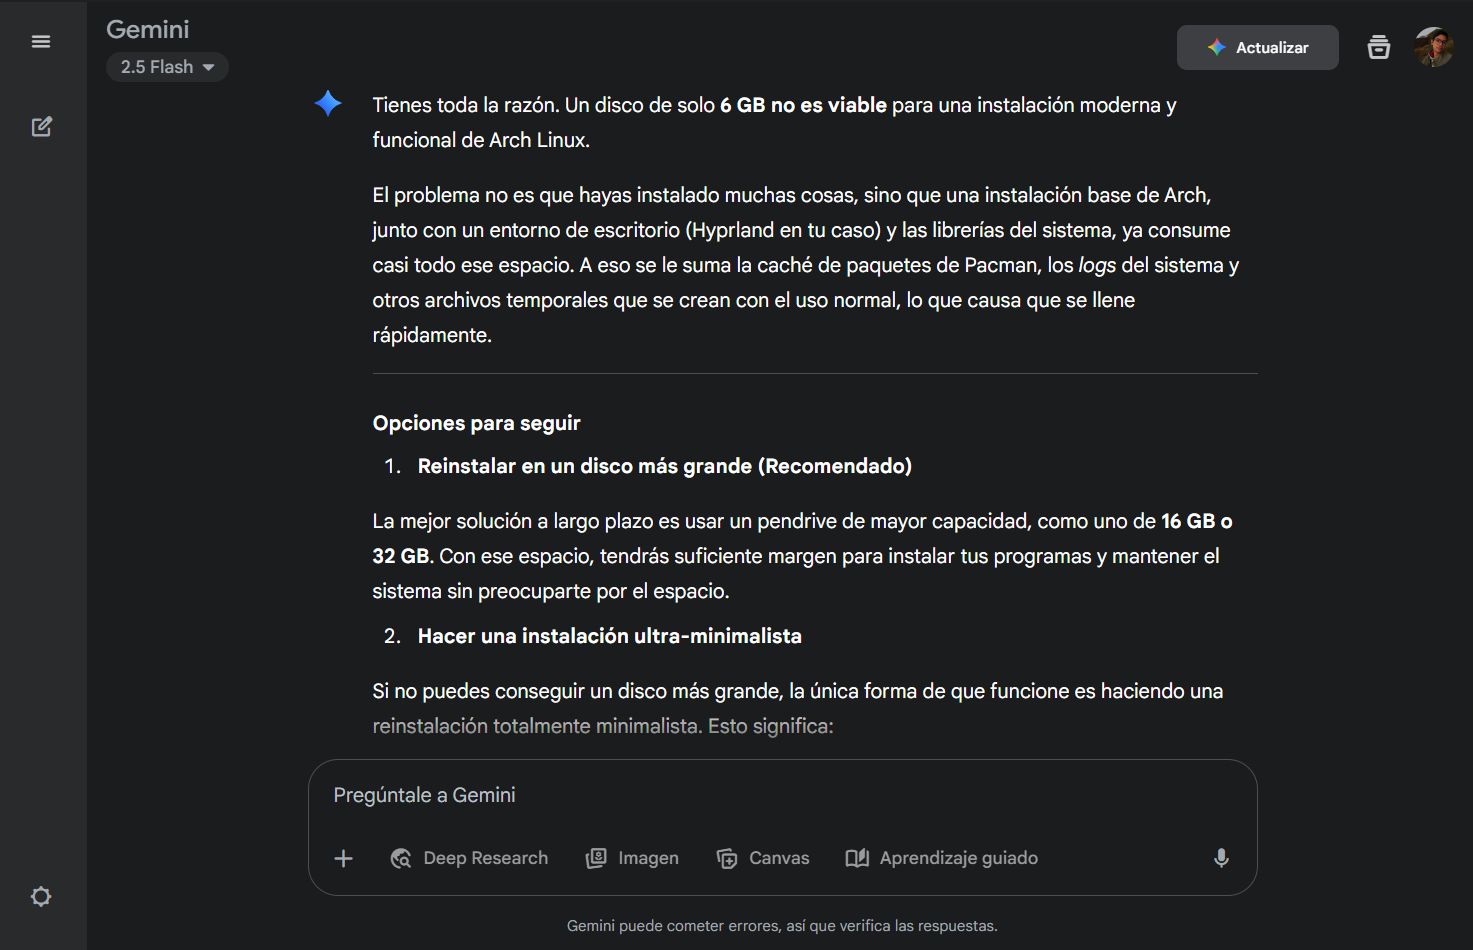 Gemini
2.5 Flash
Actualizar
Tienes toda la razón. Un disco de solo 6 GB no es viable para una instalación moderna y
funcional de Arch Linux.
El problema no es que hayas instalado muchas cosas, sino que una instalación base de Arch,
junto con un entorno de escritorio (Hyprland en tu caso) y las librerías del sistema, ya consume
casi todo ese espacio. A eso se le suma la caché de paquetes de Pacman, los logs del sistema y
otros archivos temporales que se crean con el uso normal, lo que causa que se llene
rápidamente.
Opciones para seguir
1. Reinstalar en un disco más grande (Recomendado)
La mejor solución a largo plazo es usar un pendrive de mayor capacidad, como uno de 16 GB o
32 GB. Con ese espacio, tendrás suficiente margen para instalar tus programas y mantener el
sistema sin preocuparte por el espacio.
2. Hacer una instalación ultra-minimalista
Si no puedes conseguir un disco más grande, la única forma de que funcione es haciendo una
reinstalación totalmente minimalista. Esto significa:
Pregúntale a Gemini
Deep Research
Imagen
Canvas
Aprendizaje guiado
Gemini puede cometer errores, así que verifica las respuestas.